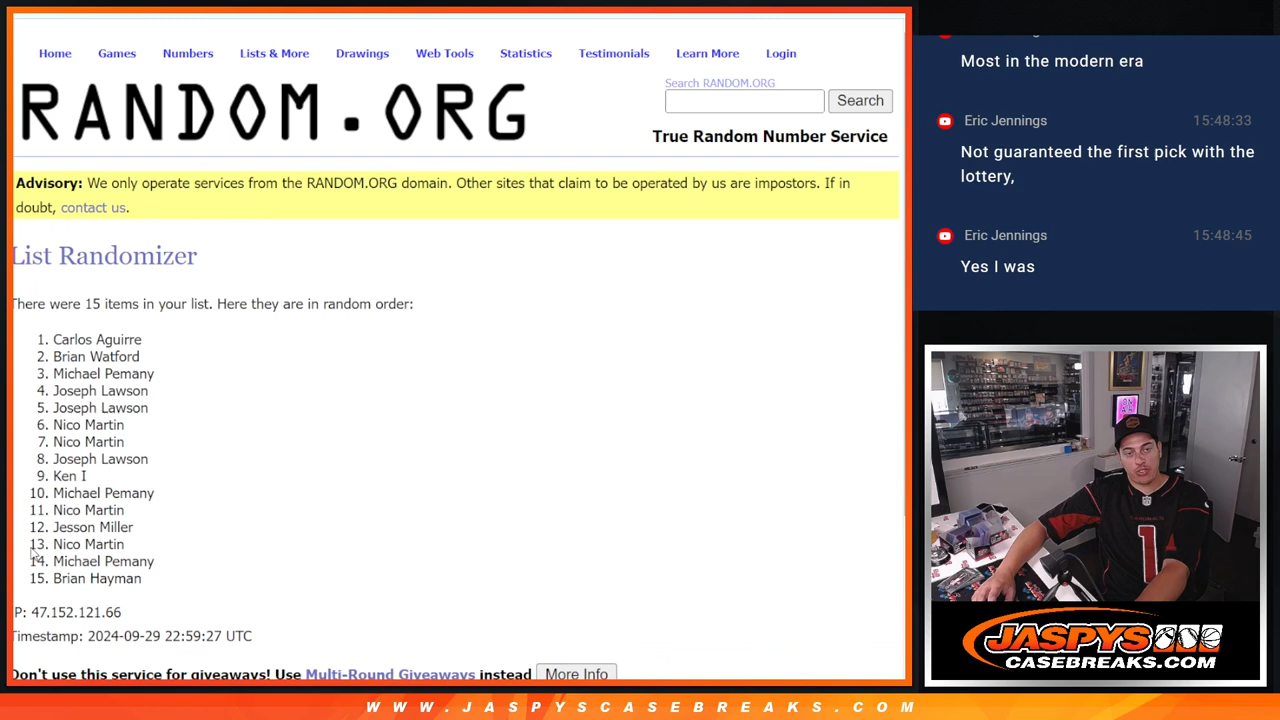 Home Games Numbers Lists & More Drawings Web Tools Statistics Testimonials Learn More Login
Search RANDOM.ORG
RANDOM.ORG
Search
True Random Number Service
Advisory: We only operate services from the RANDOM.ORG domain. Other sites that claim to be operated by us are impostors. If in
doubt, contact us.
List Randomizer
There were 15 items in your list. Here they are in random order:
1. Carlos Aguirre
2. Brian Watford
3. Michael Pemany
4. Joseph Lawson
5. Joseph Lawson
6. Nico Martin
7. Nico Martin
8. Joseph Lawson
9. Ken I
10. Michael Pemany
11. Nico Martin
12. Jesson Miller
13. Nico Martin
14. Michael Pemany
15. Brian Hayman
IP: 47.152.121.66
Timestamp: 2024-09-29 22:59:27 UTC
Don't use this service for giveaways! Use Multi-Round Giveaways instead More Info
Most in the modern era
Eric Jennings 15:48:33
Not guaranteed the first pick with the
lottery,
Eric Jennings 15:48:45
Yes I was
1
JASPYS
CASEBREAKS.COM
WWW.JASPYSCASEBREAKS.COM